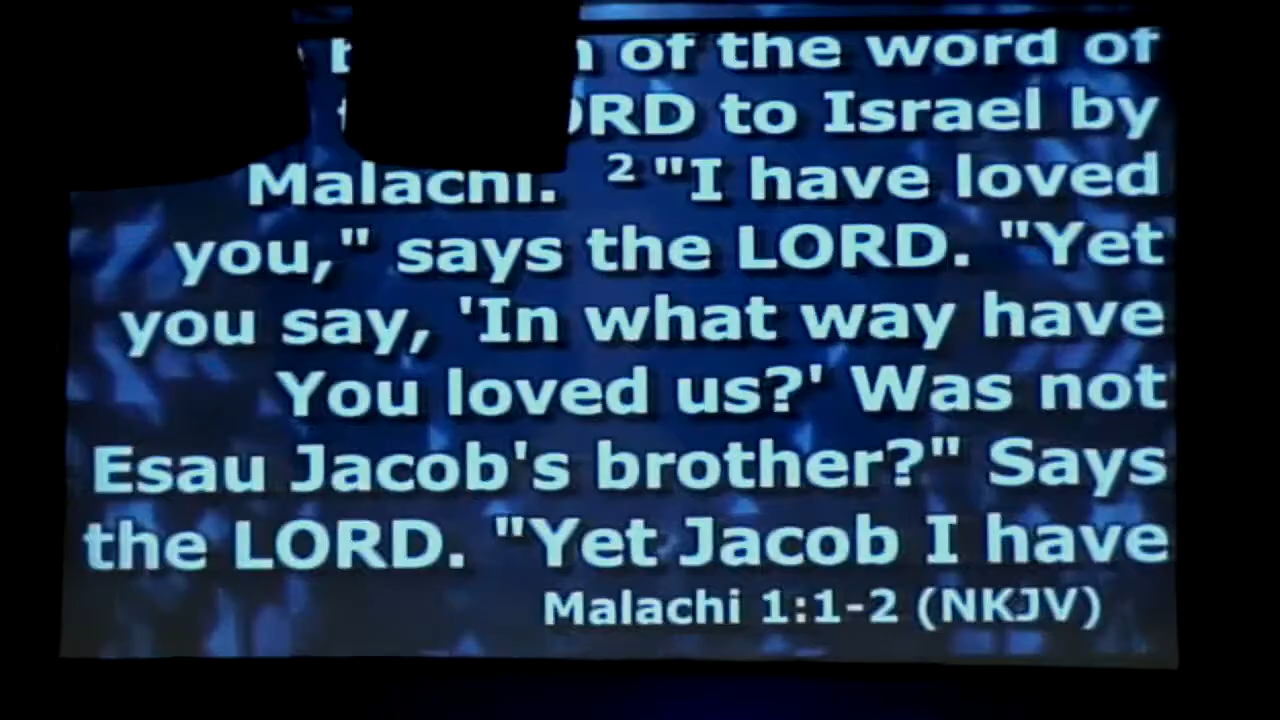 of the word of
to Israel by
Malachi. ² "I have loved
you," says the LORD. "Yet
you say, 'In what way have
You loved us?' Was not
Esau Jacob's brother?" Says
the LORD. "Yet Jacob I have
Malachi 1:1-2 (NKJV)